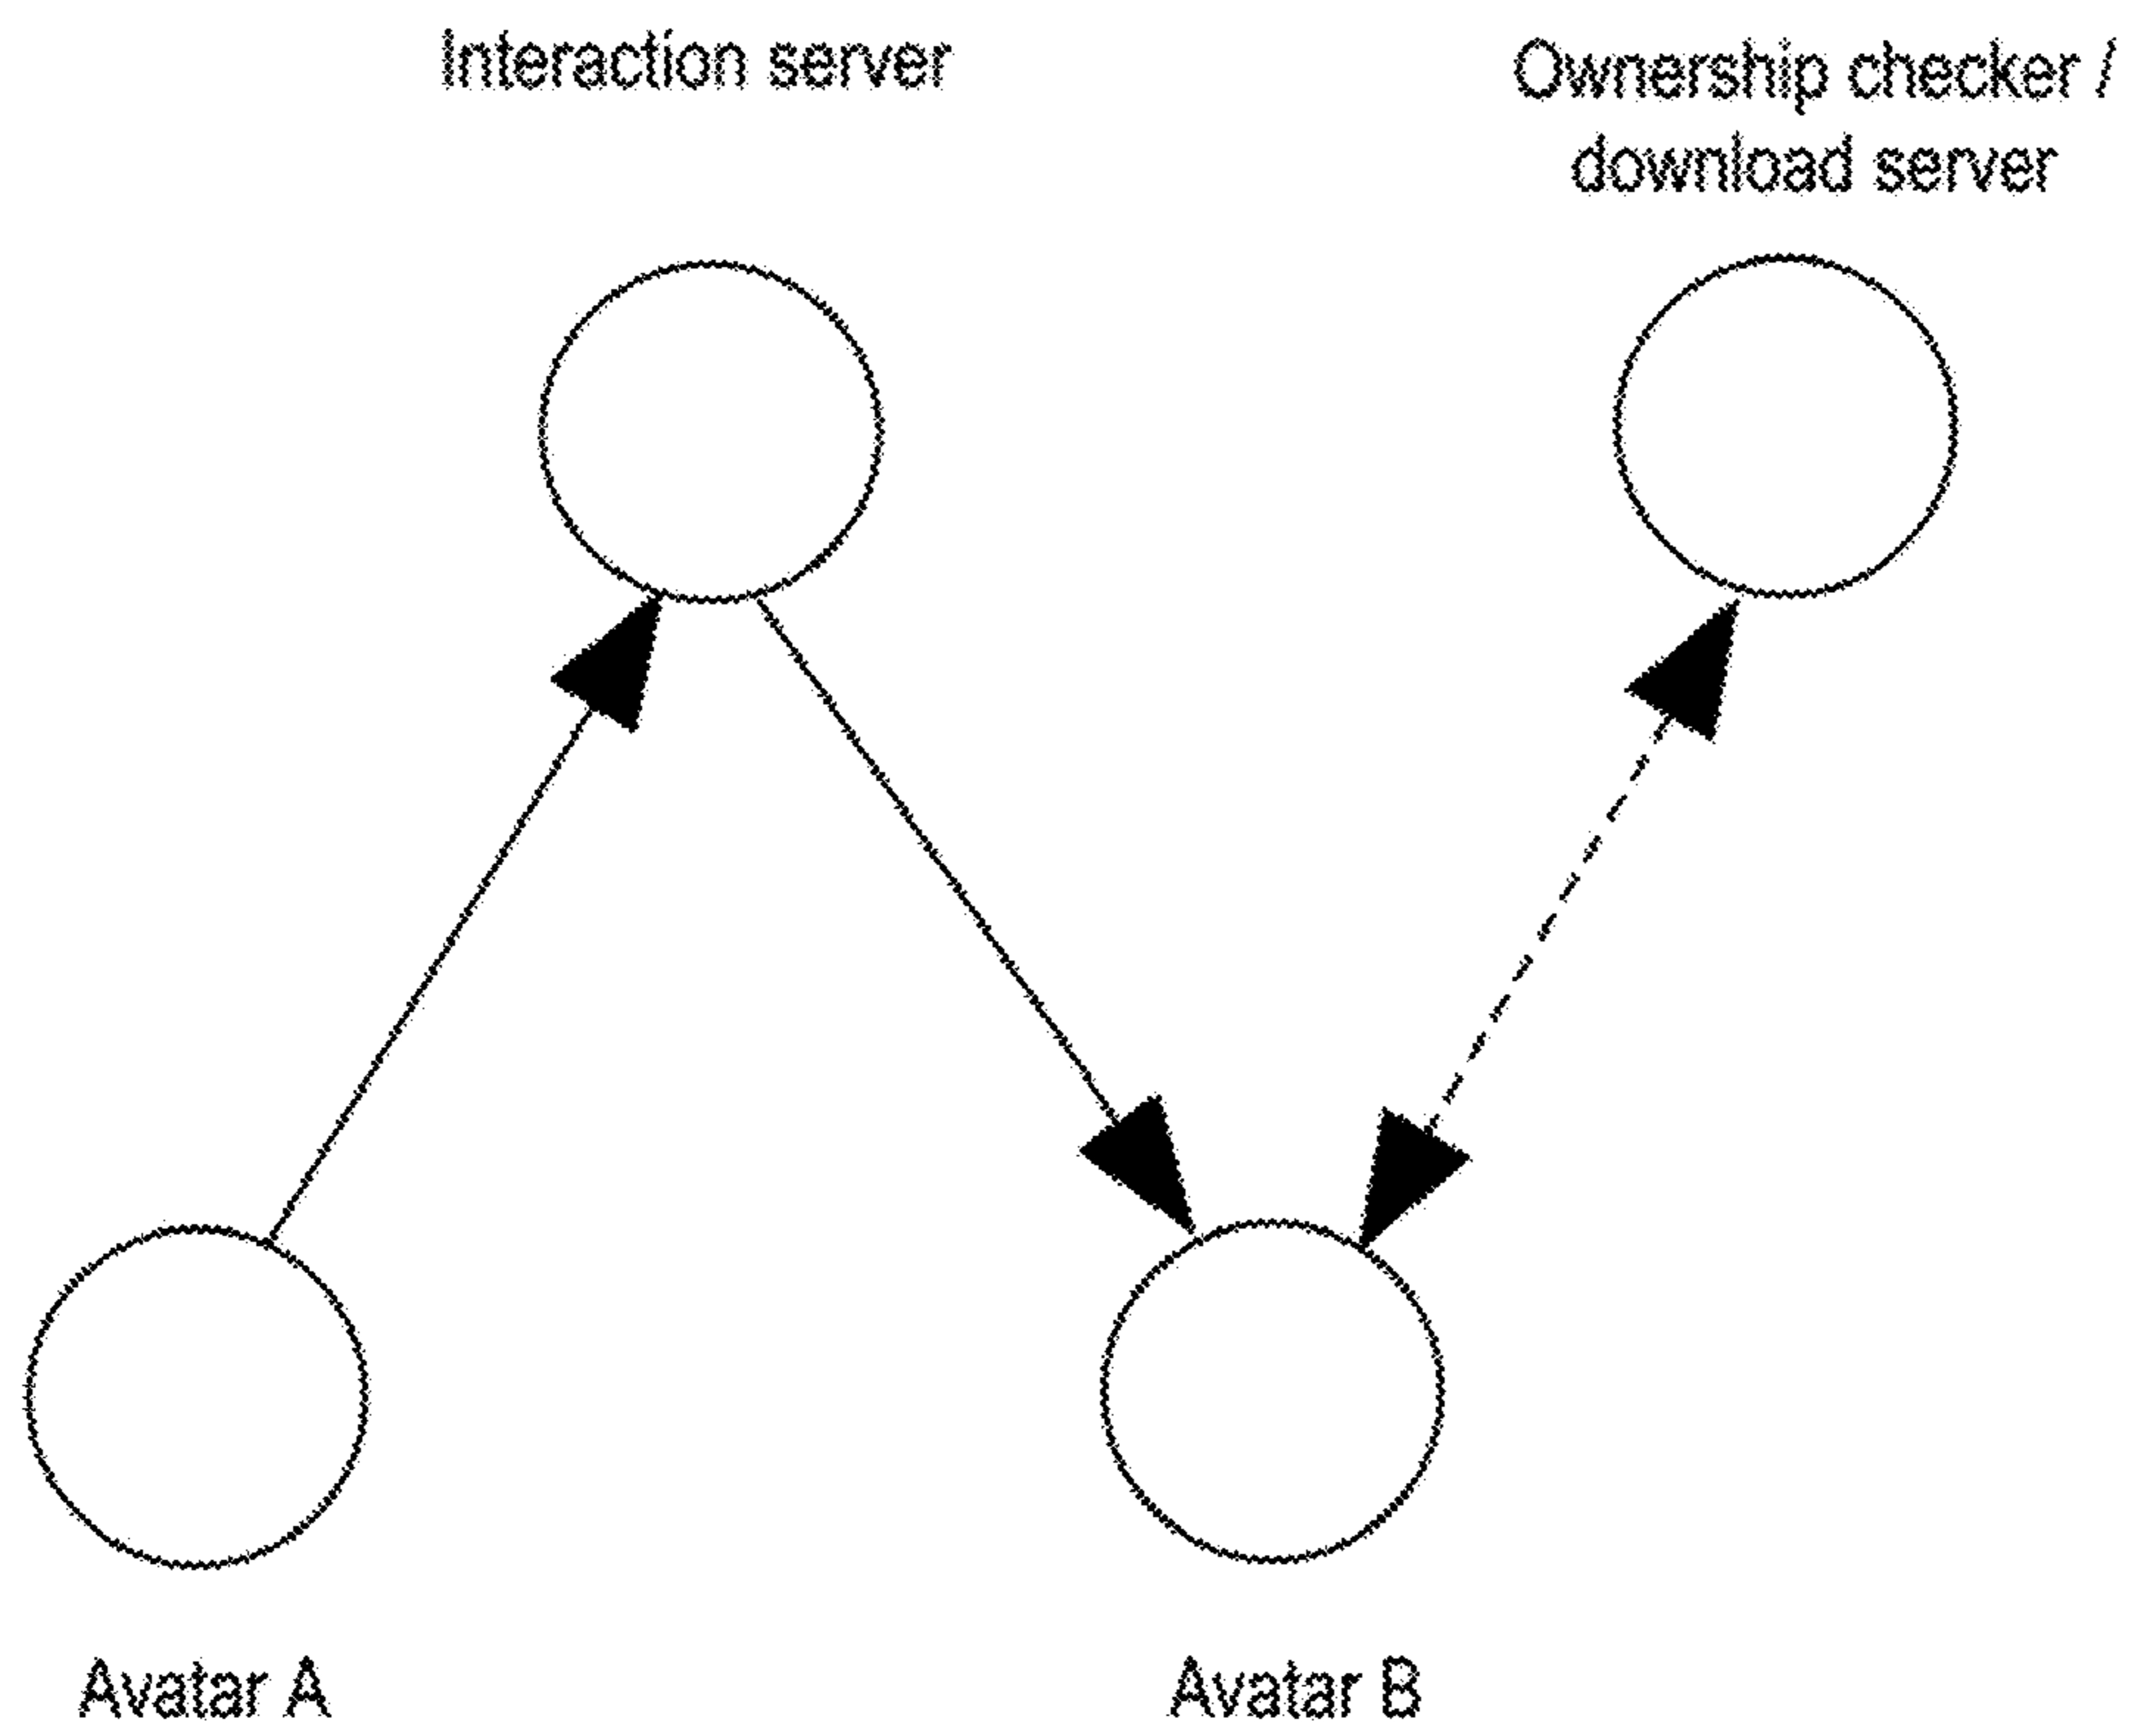 Interaction server
Ownership checker /
download server
Avatar A
Avatar B